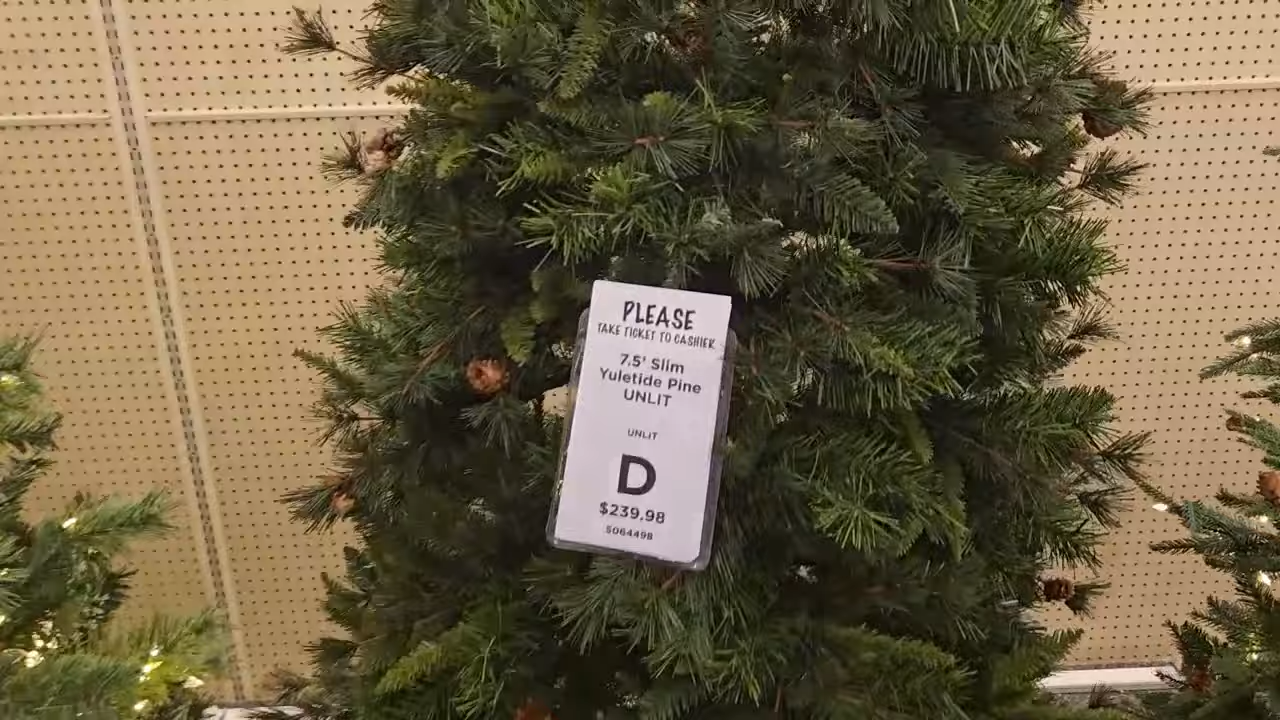 PLEASE
TAKE TICKET TO CASHIER
7.5' Slim
Yuletide Pine
UNLIT
UNLIT
D
$239.98
5064498